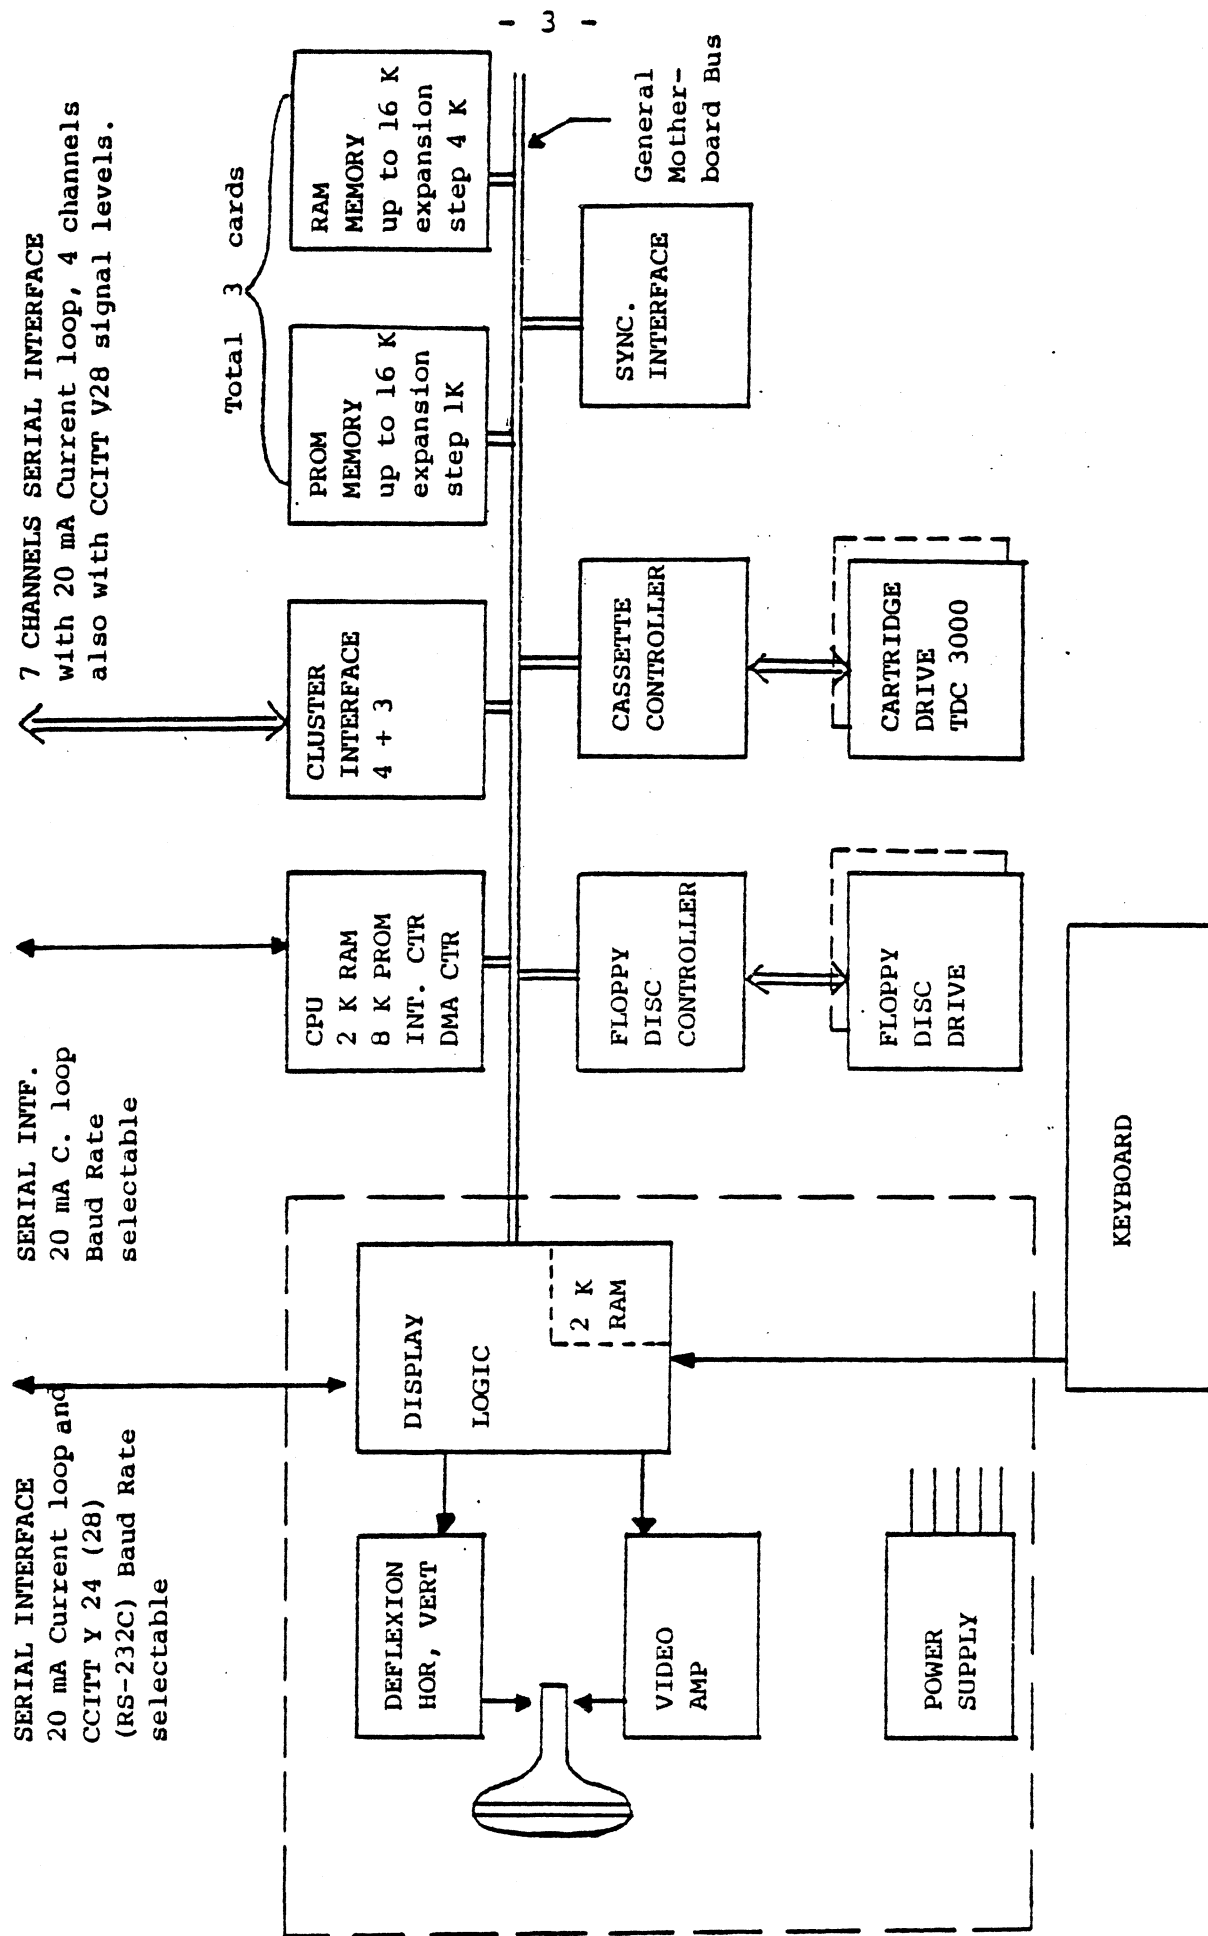 - 3 -
SERIAL INTERFACE
20 mA Current loop and
CCITT Y 24 (28)
(RS-232C) Baud Rate
selectable
SERIAL INTF.
20 mA C. loop
Baud Rate
selectable
7 CHANNELS SERIAL INTERFACE
with 20 mA Current loop, 4 channels
also with CCITT V28 signal levels.
Total 3 cards
CPU
2 K RAM
8 K PROM
INT. CTR
DMA CTR
CLUSTER
INTERFACE
4 + 3
PROM
MEMORY
up to 16 K
expansion
step 1K
RAM
MEMORY
up to 16 K
expansion
step 4 K
General
Mother-
board Bus
DEFLEXION
HOR, VERT
DISPLAY
LOGIC
2 K
RAM
VIDEO
AMP
POWER
SUPPLY
FLOPPY
DISC
CONTROLLER
CASSETTE
CONTROLLER
SYNC.
INTERFACE
FLOPPY
DISC
DRIVE
CARTRIDGE
DRIVE
TDC 3000
KEYBOARD